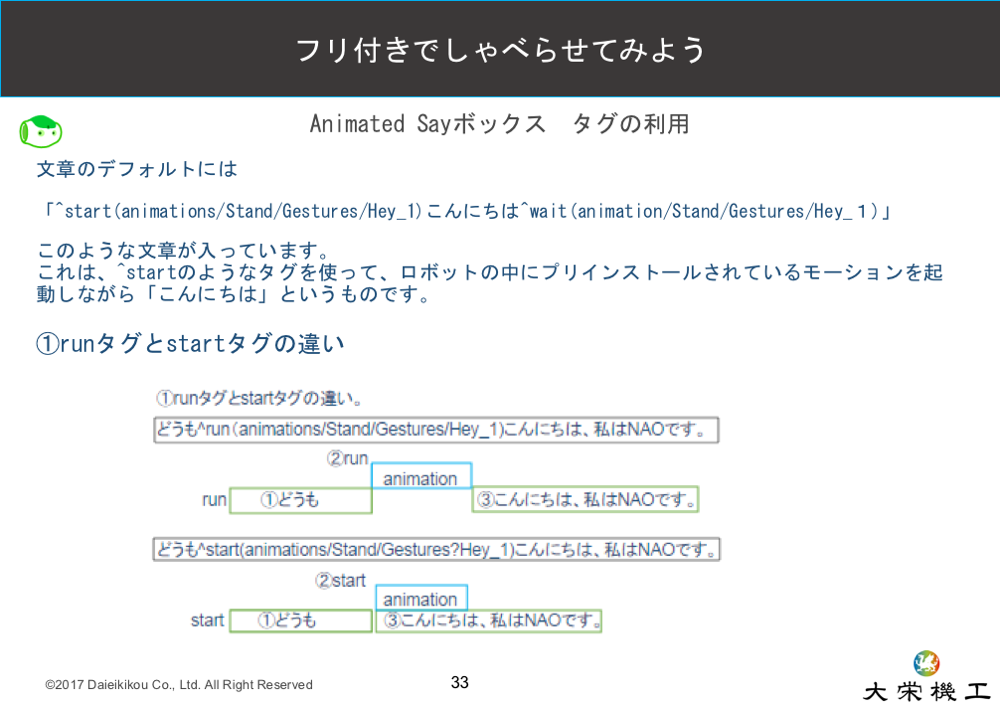 フリ付きでしゃべらせてみよう
Animated Sayボックス　タグの利用
文章のデフォルトには
「^start(animations/Stand/Gestures/Hey_1)こんにちは^wait(animation/Stand/Gestures/Hey_１)」
このような文章が入っています。
これは、^startのようなタグを使って、ロボットの中にプリインストールされているモーションを起
動しながら「こんにちは」というものです。
①runタグとstartタグの違い
①runタグとstartタグの違い。
どうも^run（animations/Stand/Gestures/Hey_1)こんにちは、私はNAOです。
②run
animation
run ①どうも ③こんにちは、私はNAOです。
どうも^start(animations/Stand/Gestures?Hey_1)こんにちは、私はNAOです。
②start
animation
start ①どうも ③こんにちは、私はNAOです。
©2017 Daieikikou Co., Ltd. All Right Reserved
33
大栄機工